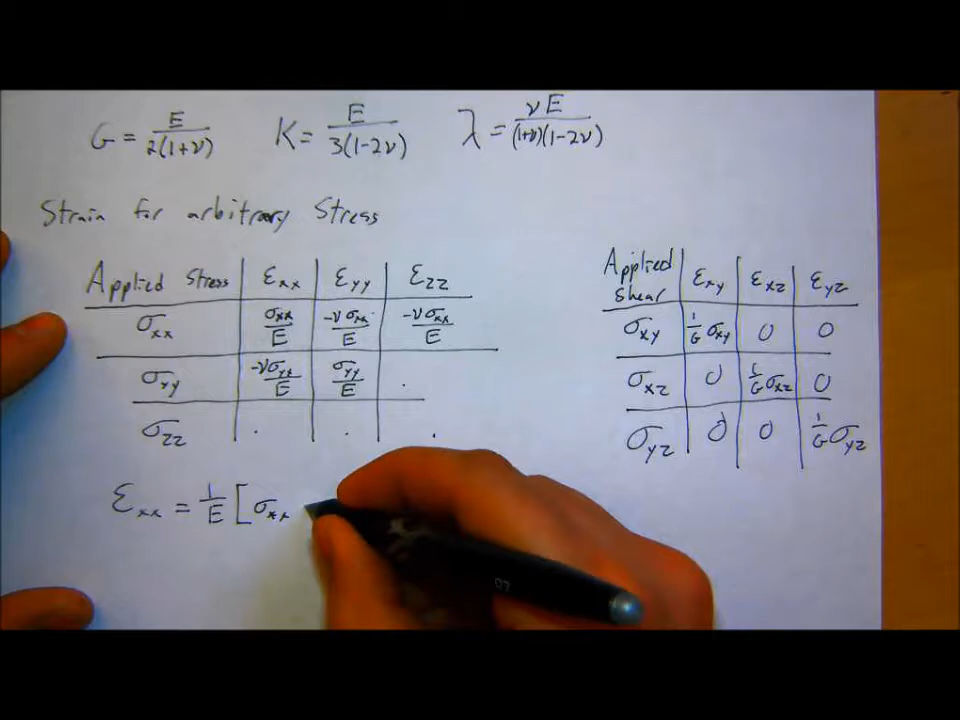 G = E/2(1+ν) K = E/3(1-2ν) λ = νE/(1+ν)(1-2ν)
Strain for arbitrary Stress
Applied Stress εxx εyy εzz
σxx σxx/E -νσxx/E -νσxx/E
σyy -νσyy/E σyy/E .
σzz . . .
Applied shear εxy εxz εyz
σxy 1/G σxy 0 0
σxz 0 1/G σxz 0
σyz 0 0 1/G σyz
εxx = 1/E [σxx
07